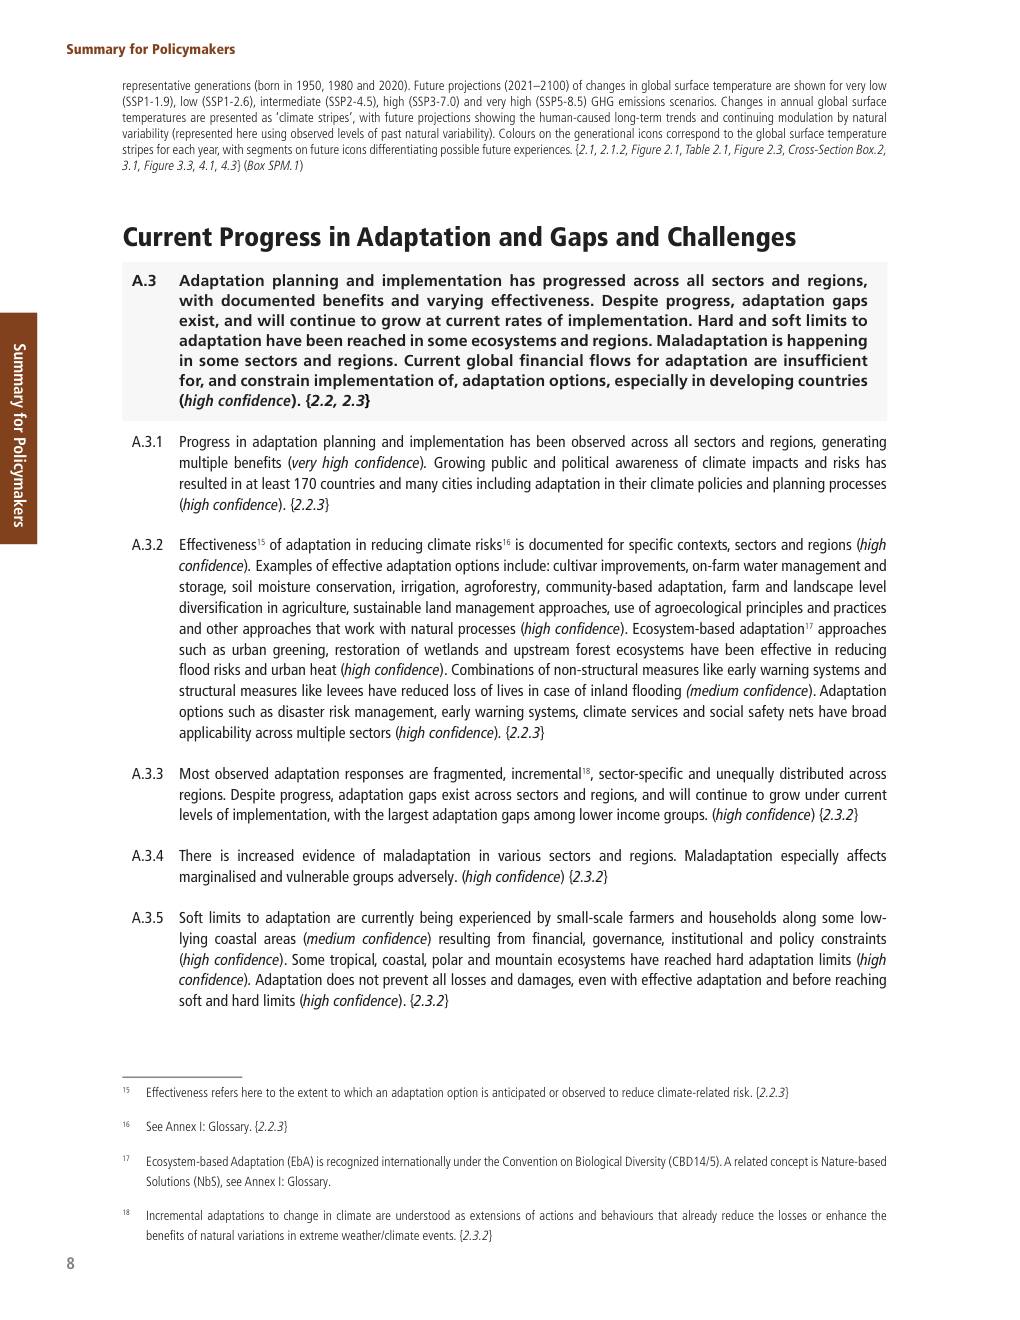 Summary for Policymakers
representative generations (born in 1950, 1980 and 2020). Future projections (2021–2100) of changes in global surface temperature are shown for very low
(SSP1-1.9), low (SSP1-2.6), intermediate (SSP2-4.5), high (SSP3-7.0) and very high (SSP5-8.5) GHG emissions scenarios. Changes in annual global surface
temperatures are presented as ‘climate stripes’, with future projections showing the human-caused long-term trends and continuing modulation by natural
variability (represented here using observed levels of past natural variability). Colours on the generational icons correspond to the global surface temperature
stripes for each year, with segments on future icons differentiating possible future experiences. {2.1, 2.1.2, Figure 2.1, Table 2.1, Figure 2.3, Cross-Section Box.2,
3.1, Figure 3.3, 4.1, 4.3} (Box SPM.1)
Current Progress in Adaptation and Gaps and Challenges
A.3 Adaptation planning and implementation has progressed across all sectors and regions,
with documented benefits and varying effectiveness. Despite progress, adaptation gaps
exist, and will continue to grow at current rates of implementation. Hard and soft limits to
adaptation have been reached in some ecosystems and regions. Maladaptation is happening
in some sectors and regions. Current global financial flows for adaptation are insufficient
for, and constrain implementation of, adaptation options, especially in developing countries
(high confidence). {2.2, 2.3}
Summary for Policymakers
A.3.1 Progress in adaptation planning and implementation has been observed across all sectors and regions, generating
multiple benefits (very high confidence). Growing public and political awareness of climate impacts and risks has
resulted in at least 170 countries and many cities including adaptation in their climate policies and planning processes
(high confidence). {2.2.3}
A.3.2 Effectiveness15 of adaptation in reducing climate risks16 is documented for specific contexts, sectors and regions (high
confidence). Examples of effective adaptation options include: cultivar improvements, on-farm water management and
storage, soil moisture conservation, irrigation, agroforestry, community-based adaptation, farm and landscape level
diversification in agriculture, sustainable land management approaches, use of agroecological principles and practices
and other approaches that work with natural processes (high confidence). Ecosystem-based adaptation17 approaches
such as urban greening, restoration of wetlands and upstream forest ecosystems have been effective in reducing
flood risks and urban heat (high confidence). Combinations of non-structural measures like early warning systems and
structural measures like levees have reduced loss of lives in case of inland flooding (medium confidence). Adaptation
options such as disaster risk management, early warning systems, climate services and social safety nets have broad
applicability across multiple sectors (high confidence). {2.2.3}
A.3.3 Most observed adaptation responses are fragmented, incremental18, sector-specific and unequally distributed across
regions. Despite progress, adaptation gaps exist across sectors and regions, and will continue to grow under current
levels of implementation, with the largest adaptation gaps among lower income groups. (high confidence) {2.3.2}
A.3.4 There is increased evidence of maladaptation in various sectors and regions. Maladaptation especially affects
marginalised and vulnerable groups adversely. (high confidence) {2.3.2}
A.3.5 Soft limits to adaptation are currently being experienced by small-scale farmers and households along some low-
lying coastal areas (medium confidence) resulting from financial, governance, institutional and policy constraints
(high confidence). Some tropical, coastal, polar and mountain ecosystems have reached hard adaptation limits (high
confidence). Adaptation does not prevent all losses and damages, even with effective adaptation and before reaching
soft and hard limits (high confidence). {2.3.2}
15 Effectiveness refers here to the extent to which an adaptation option is anticipated or observed to reduce climate-related risk. {2.2.3}
16 See Annex I: Glossary. {2.2.3}
17 Ecosystem-based Adaptation (EbA) is recognized internationally under the Convention on Biological Diversity (CBD14/5). A related concept is Nature-based
Solutions (NbS), see Annex I: Glossary.
18 Incremental adaptations to change in climate are understood as extensions of actions and behaviours that already reduce the losses or enhance the
benefits of natural variations in extreme weather/climate events. {2.3.2}
8